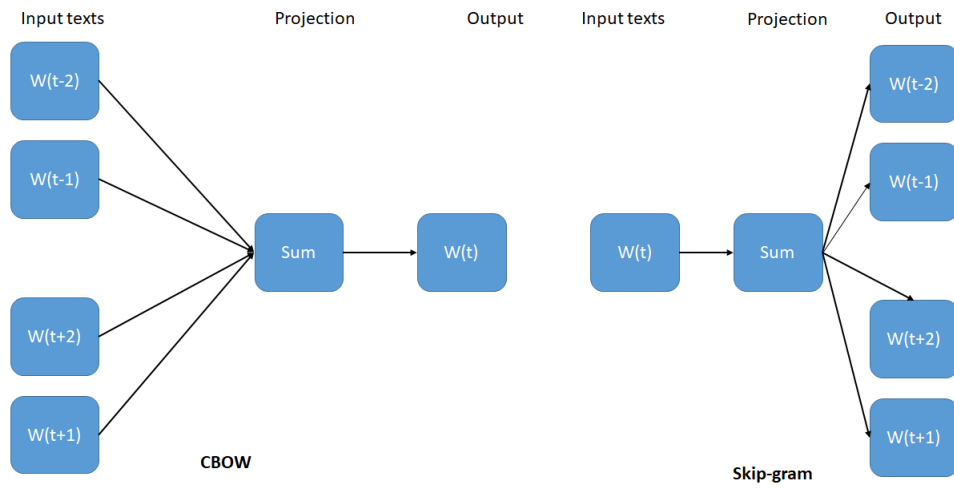 Input texts
Projection
Output
Input texts
Projection
Output
W(t-2)
W(t-1)
Sum
W(t)
W(t+2)
W(t+1)
CBOW
W(t)
Sum
W(t-2)
W(t-1)
W(t+2)
W(t+1)
Skip-gram